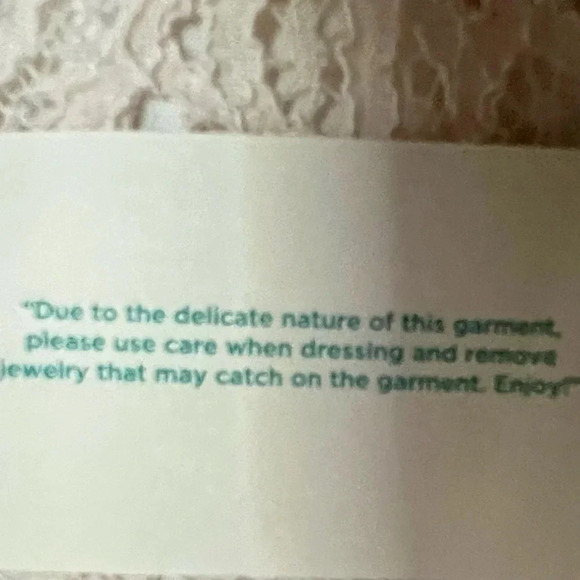 "Due to the delicate nature of this garment,
please use care when dressing and remove
jewelry that may catch on the garment. Enjoy!"